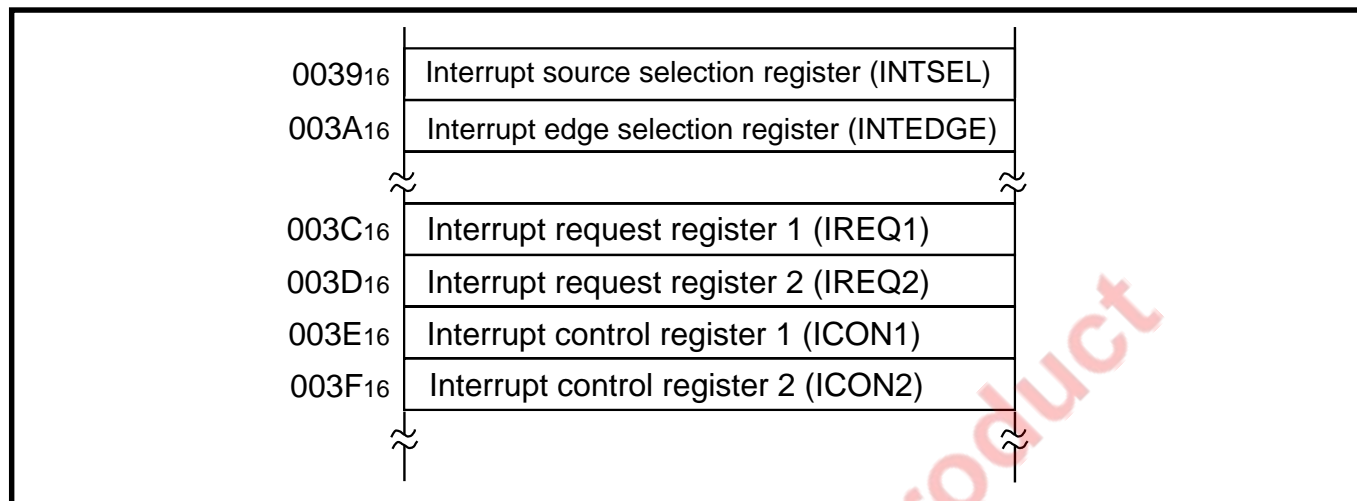 003916 Interrupt source selection register (INTSEL)
003A16 Interrupt edge selection register (INTEDGE)
003C16 Interrupt request register 1 (IREQ1)
003D16 Interrupt request register 2 (IREQ2)
003E16 Interrupt control register 1 (ICON1)
003F16 Interrupt control register 2 (ICON2)
roduct